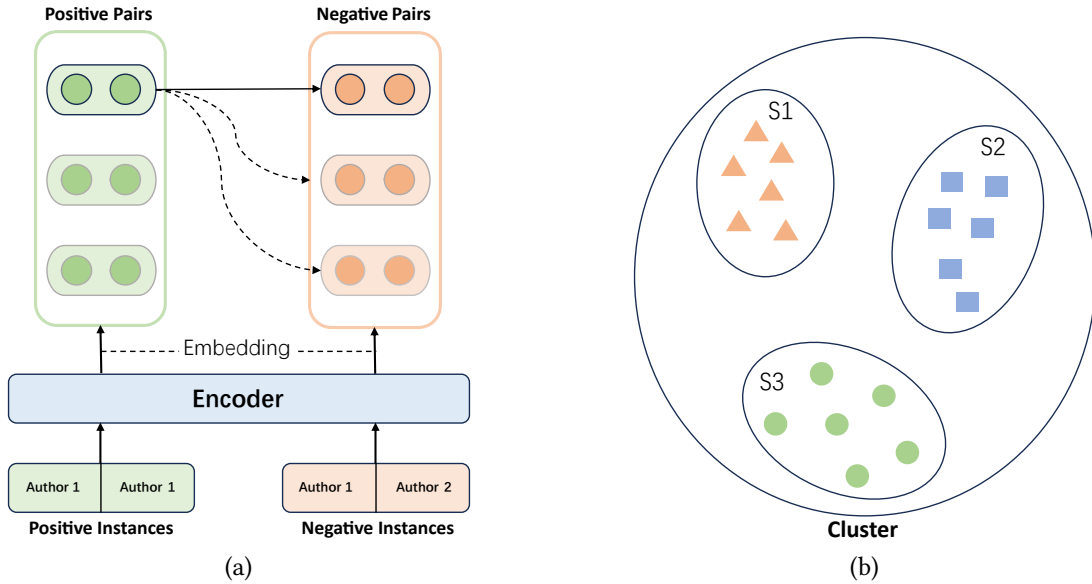 Positive Pairs
Negative Pairs
Embedding
Encoder
Author 1
Author 1
Author 1
Author 2
Positive Instances
Negative Instances
(a)
S1
S2
S3
Cluster
(b)